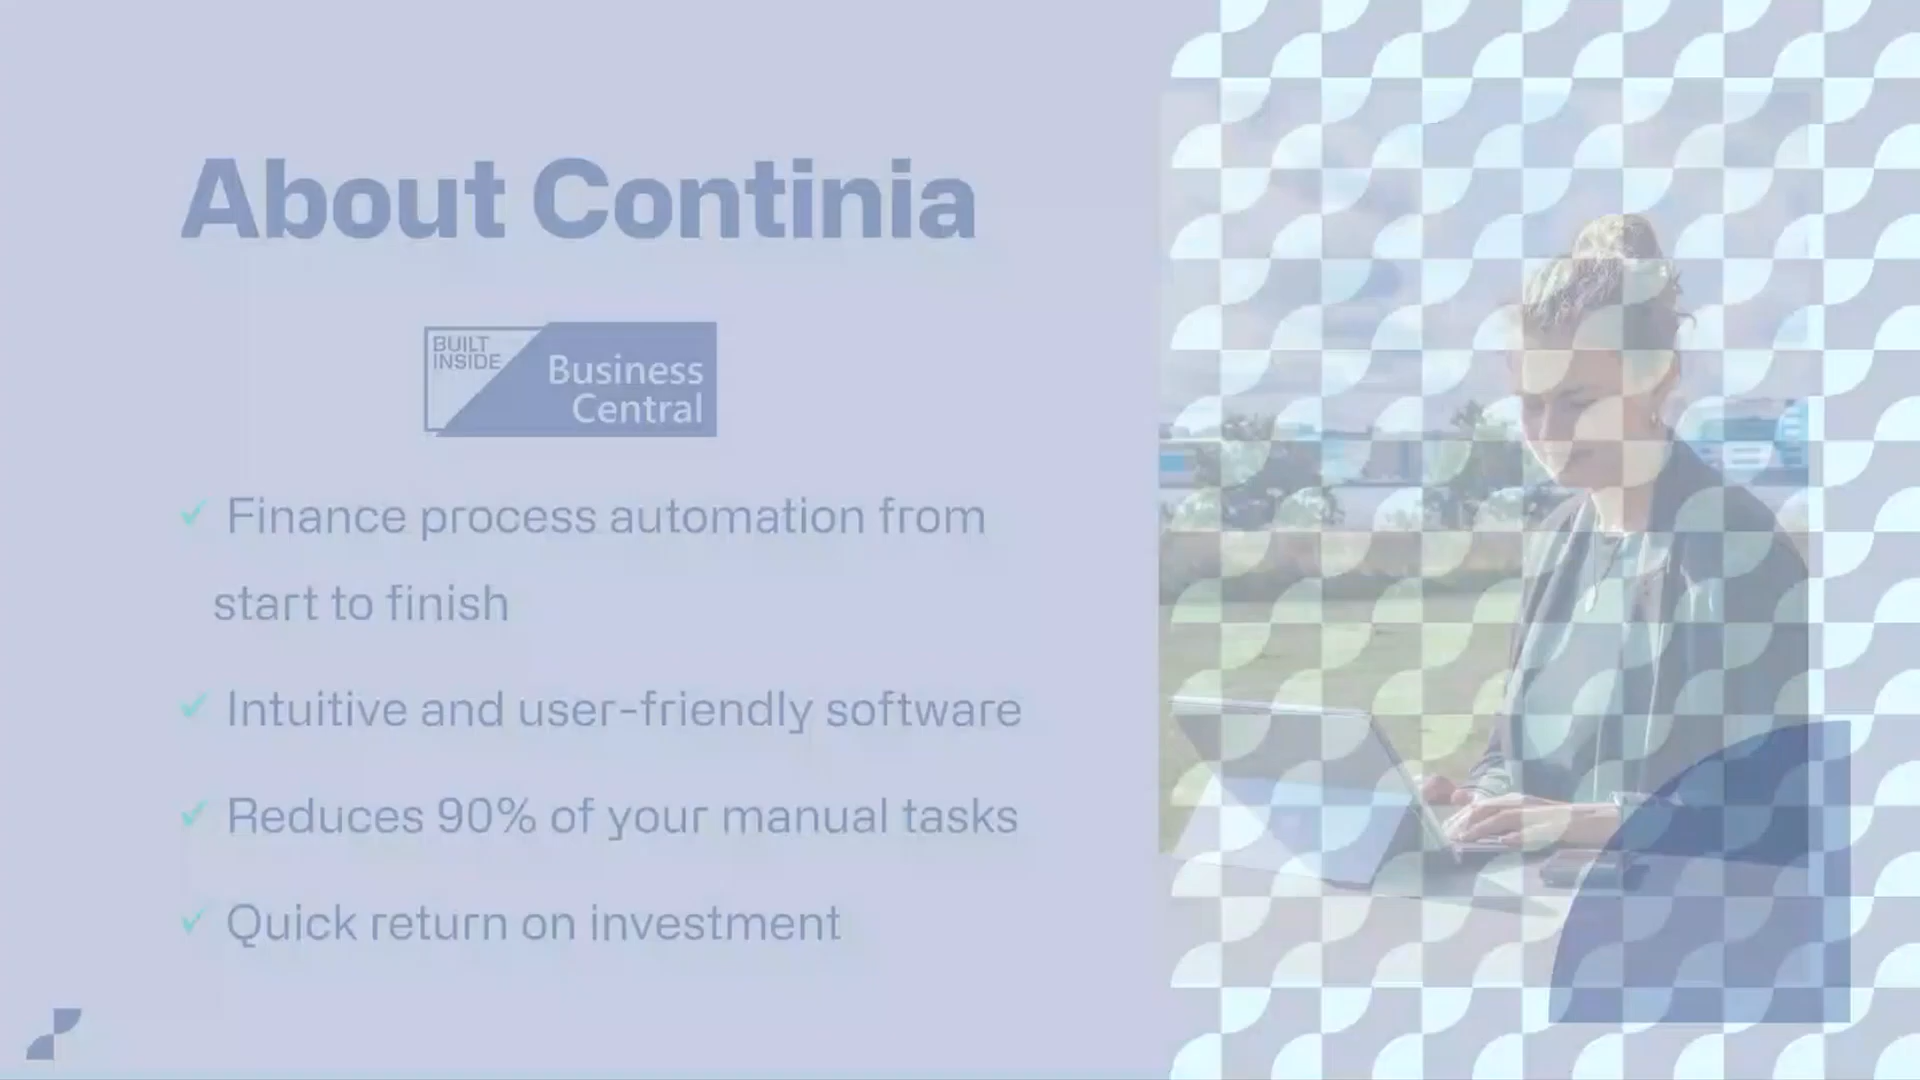 About Continia
BUILT
INSIDE
Business
Central
✓ Finance process automation from
start to finish
✓ Intuitive and user-friendly software
✓ Reduces 90% of your manual tasks
✓ Quick return on investment